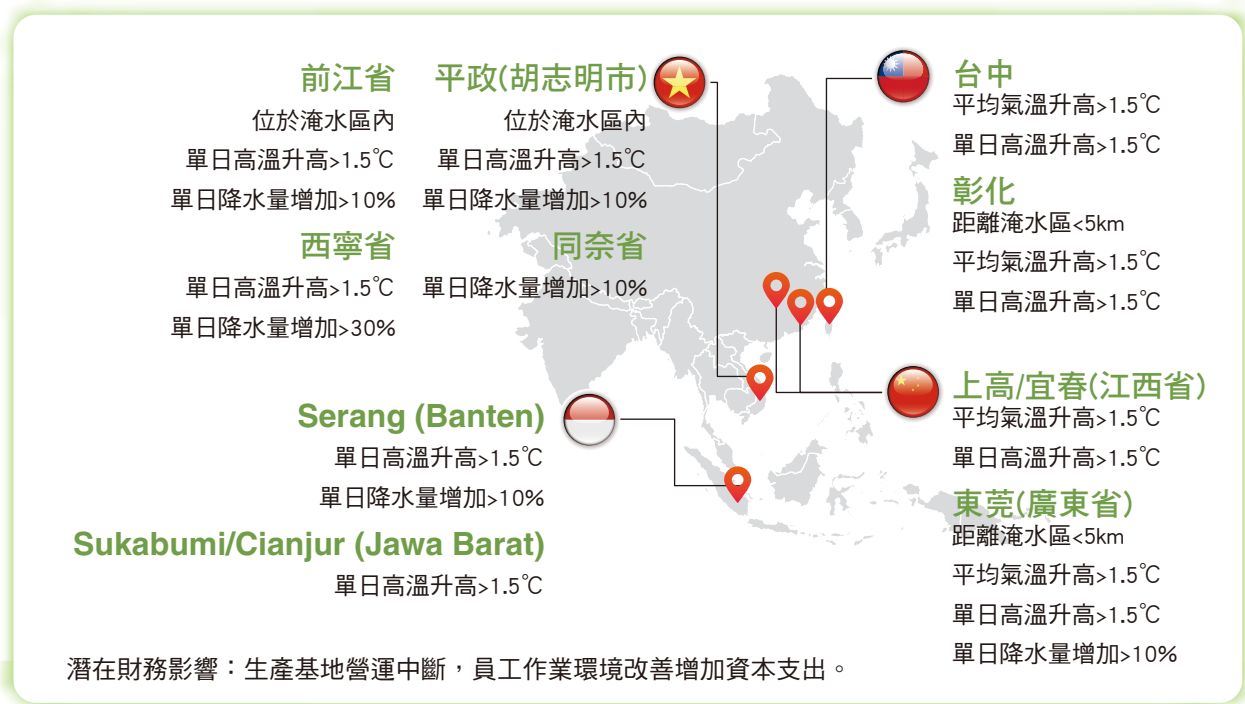 前江省
位於淹水區內
單日高溫升高>1.5℃
單日降水量增加>10%
平政(胡志明市)
位於淹水區內
單日高溫升高>1.5℃
單日降水量增加>10%
西寧省
單日高溫升高>1.5℃
單日降水量增加>30%
同奈省
單日降水量增加>10%
Serang (Banten)
單日高溫升高>1.5℃
單日降水量增加>10%
Sukabumi/Cianjur (Jawa Barat)
單日高溫升高>1.5℃
台中
平均氣溫升高>1.5℃
單日高溫升高>1.5℃
彰化
距離淹水區<5km
平均氣溫升高>1.5℃
單日高溫升高>1.5℃
上高/宜春(江西省)
平均氣溫升高>1.5℃
單日高溫升高>1.5℃
東莞(廣東省)
距離淹水區<5km
平均氣溫升高>1.5℃
單日高溫升高>1.5℃
單日降水量增加>10%
潛在財務影響：生產基地營運中斷，員工作業環境改善增加資本支出。